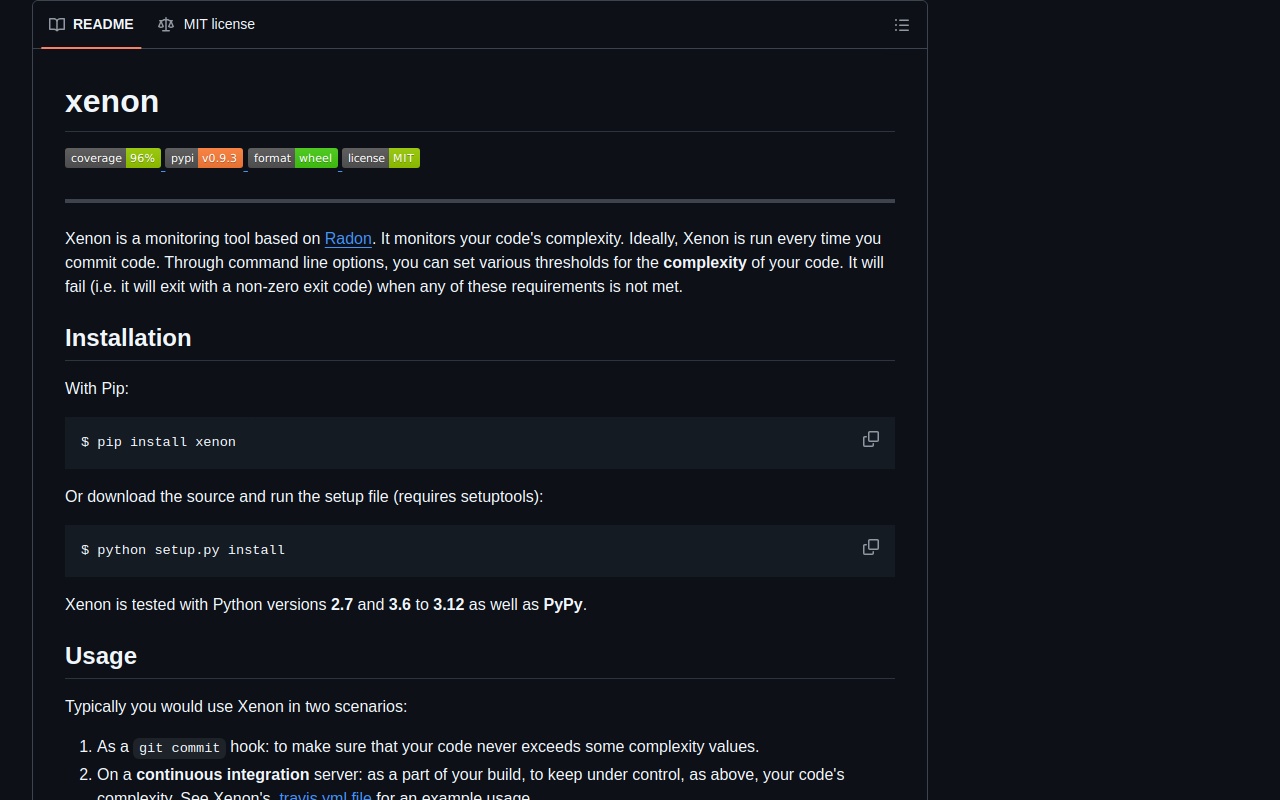 README MIT license
xenon
coverage 96% pypi v0.9.3 format wheel license MIT
Xenon is a monitoring tool based on Radon. It monitors your code's complexity. Ideally, Xenon is run every time you
commit code. Through command line options, you can set various thresholds for the complexity of your code. It will
fail (i.e. it will exit with a non-zero exit code) when any of these requirements is not met.
Installation
With Pip:
$ pip install xenon
Or download the source and run the setup file (requires setuptools):
$ python setup.py install
Xenon is tested with Python versions 2.7 and 3.6 to 3.12 as well as PyPy.
Usage
Typically you would use Xenon in two scenarios:
1. As a git commit hook: to make sure that your code never exceeds some complexity values.
2. On a continuous integration server: as a part of your build, to keep under control, as above, your code's
complexity. See Xenon's .travis.yml file for an example usage.